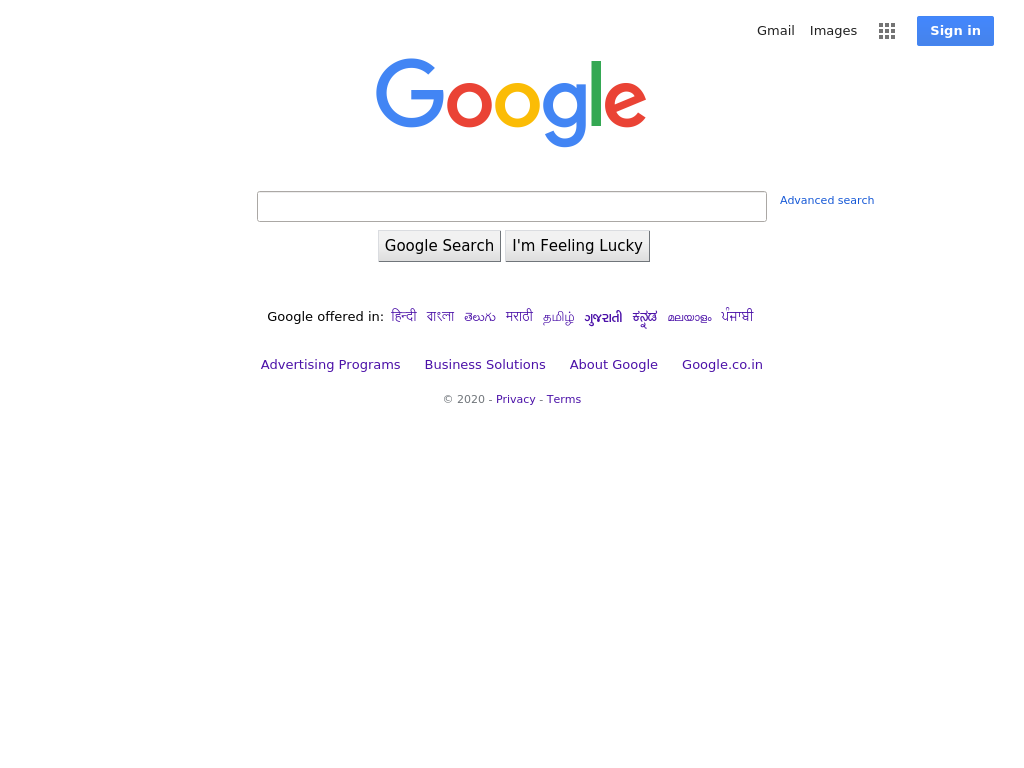 Gmail Images Sign in
Google
Advanced search
Google Search I'm Feeling Lucky
Google offered in: हिन्दी বাংলা తెలుగు मराठी தமிழ் ગુજરાતી ಕನ್ನಡ മലയാളം ਪੰਜਾਬੀ
Advertising Programs Business Solutions About Google Google.co.in
© 2020 - Privacy - Terms